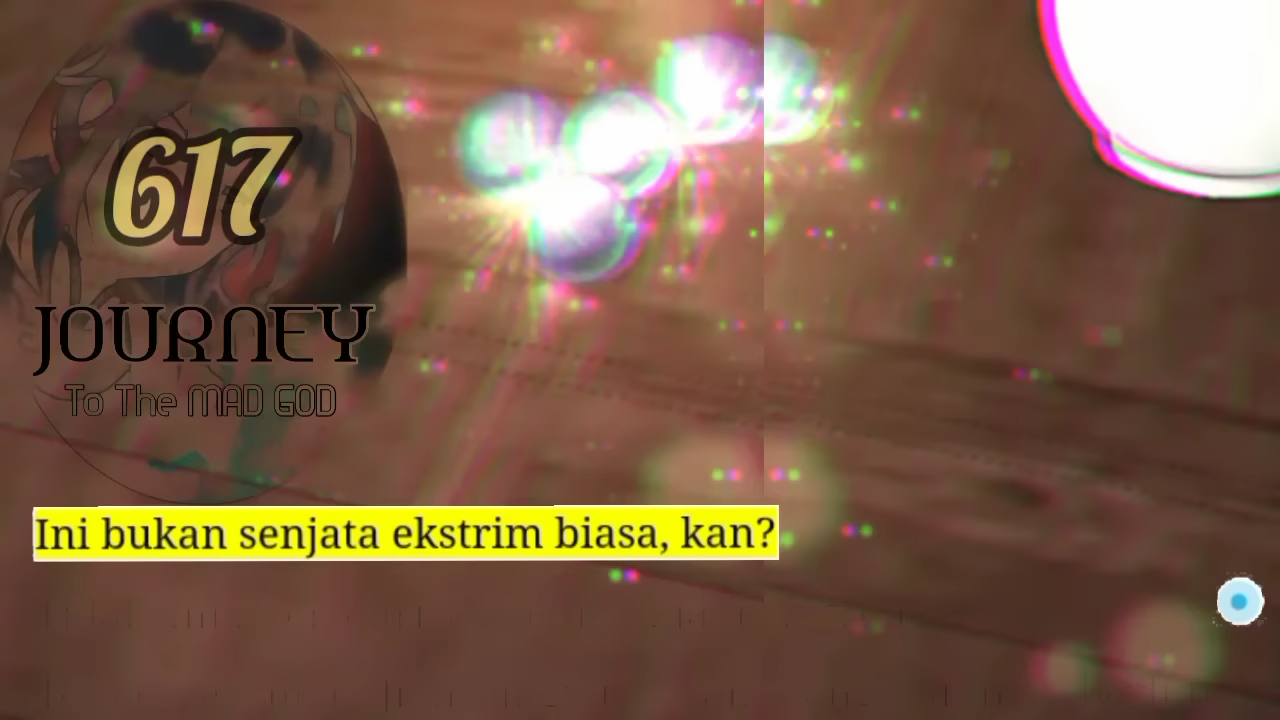 617
JOURNEY
To The MAD GOD
Ini bukan senjata ekstrim biasa, kan?